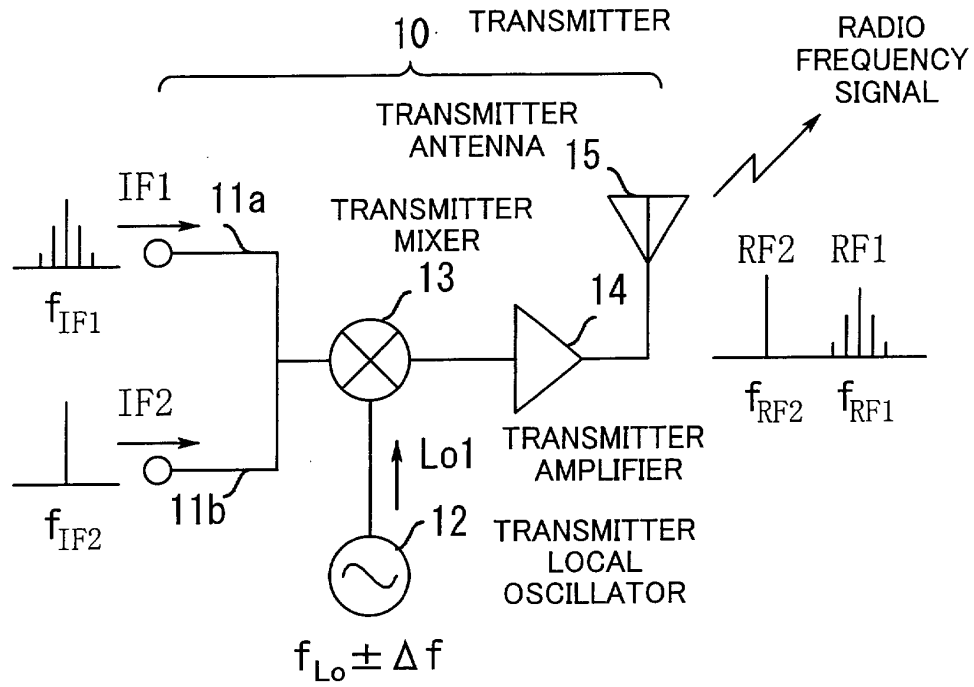 10 TRANSMITTER
RADIO
FREQUENCY
SIGNAL
TRANSMITTER
ANTENNA
15
IF1
11a
TRANSMITTER
MIXER
13
f_IF1
14
RF2
RF1
f_RF2
f_RF1
IF2
11b
f_IF2
Lo1
TRANSMITTER
AMPLIFIER
12
TRANSMITTER
LOCAL
OSCILLATOR
f_Lo ± Δf